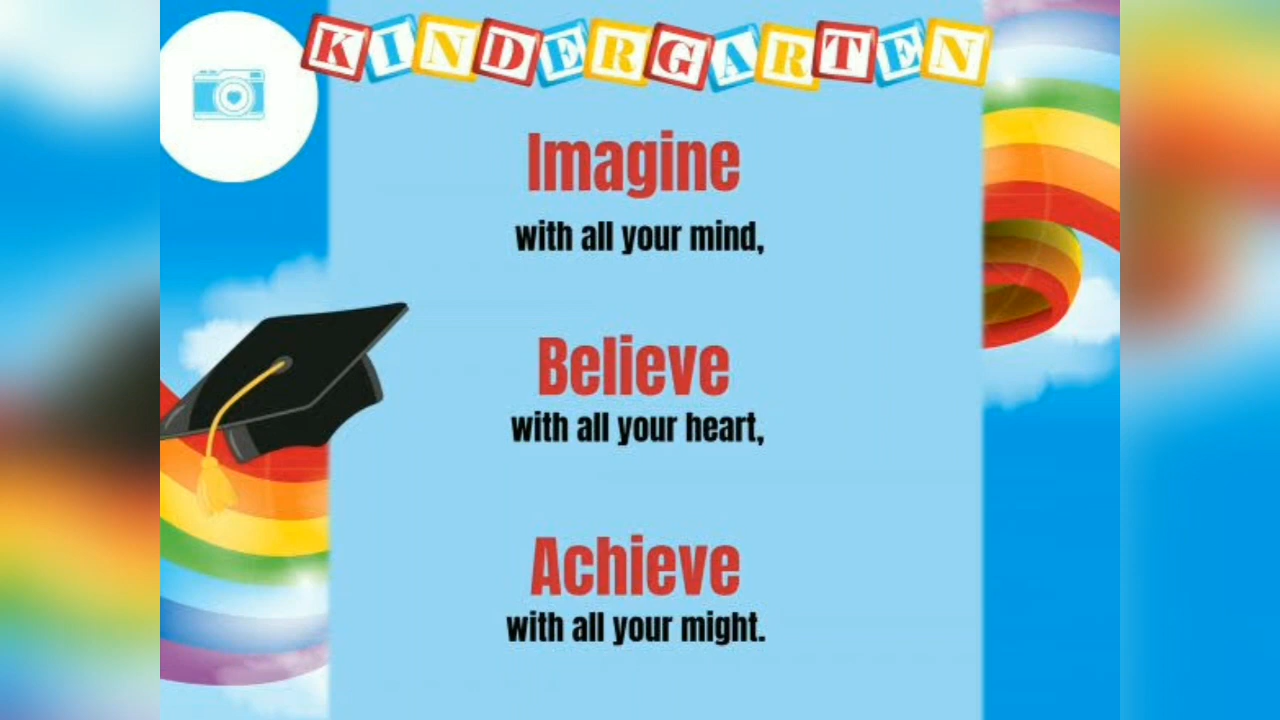 KINDERGARTEN
Imagine
with all your mind,
Believe
with all your heart,
Achieve
with all your might.